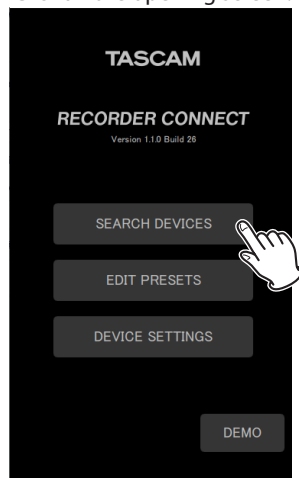 TASCAM
RECORDER CONNECT
Version 1.1.0 Build 26
SEARCH DEVICES
EDIT PRESETS
DEVICE SETTINGS
DEMO